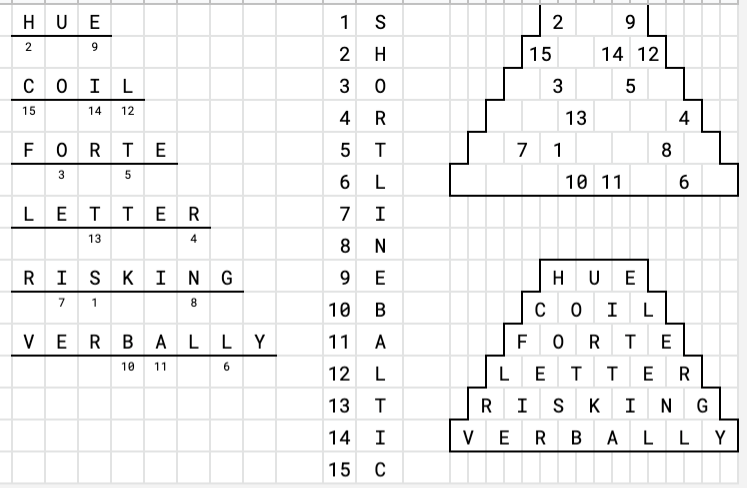 H U E
2 9
C O I L
15 14 12
F O R T E
3 5
L E T T E R
13 4
R I S K I N G
7 1 8
V E R B A L L Y
10 11 6
1 S
2 H
3 O
4 R
5 T
6 L
7 I
8 N
9 E
10 B
11 A
12 L
13 T
14 I
15 C
2 9
15 14 12
3 5
13 4
7 1 8
10 11 6
H U E
C O I L
F O R T E
L E T T E R
R I S K I N G
V E R B A L L Y